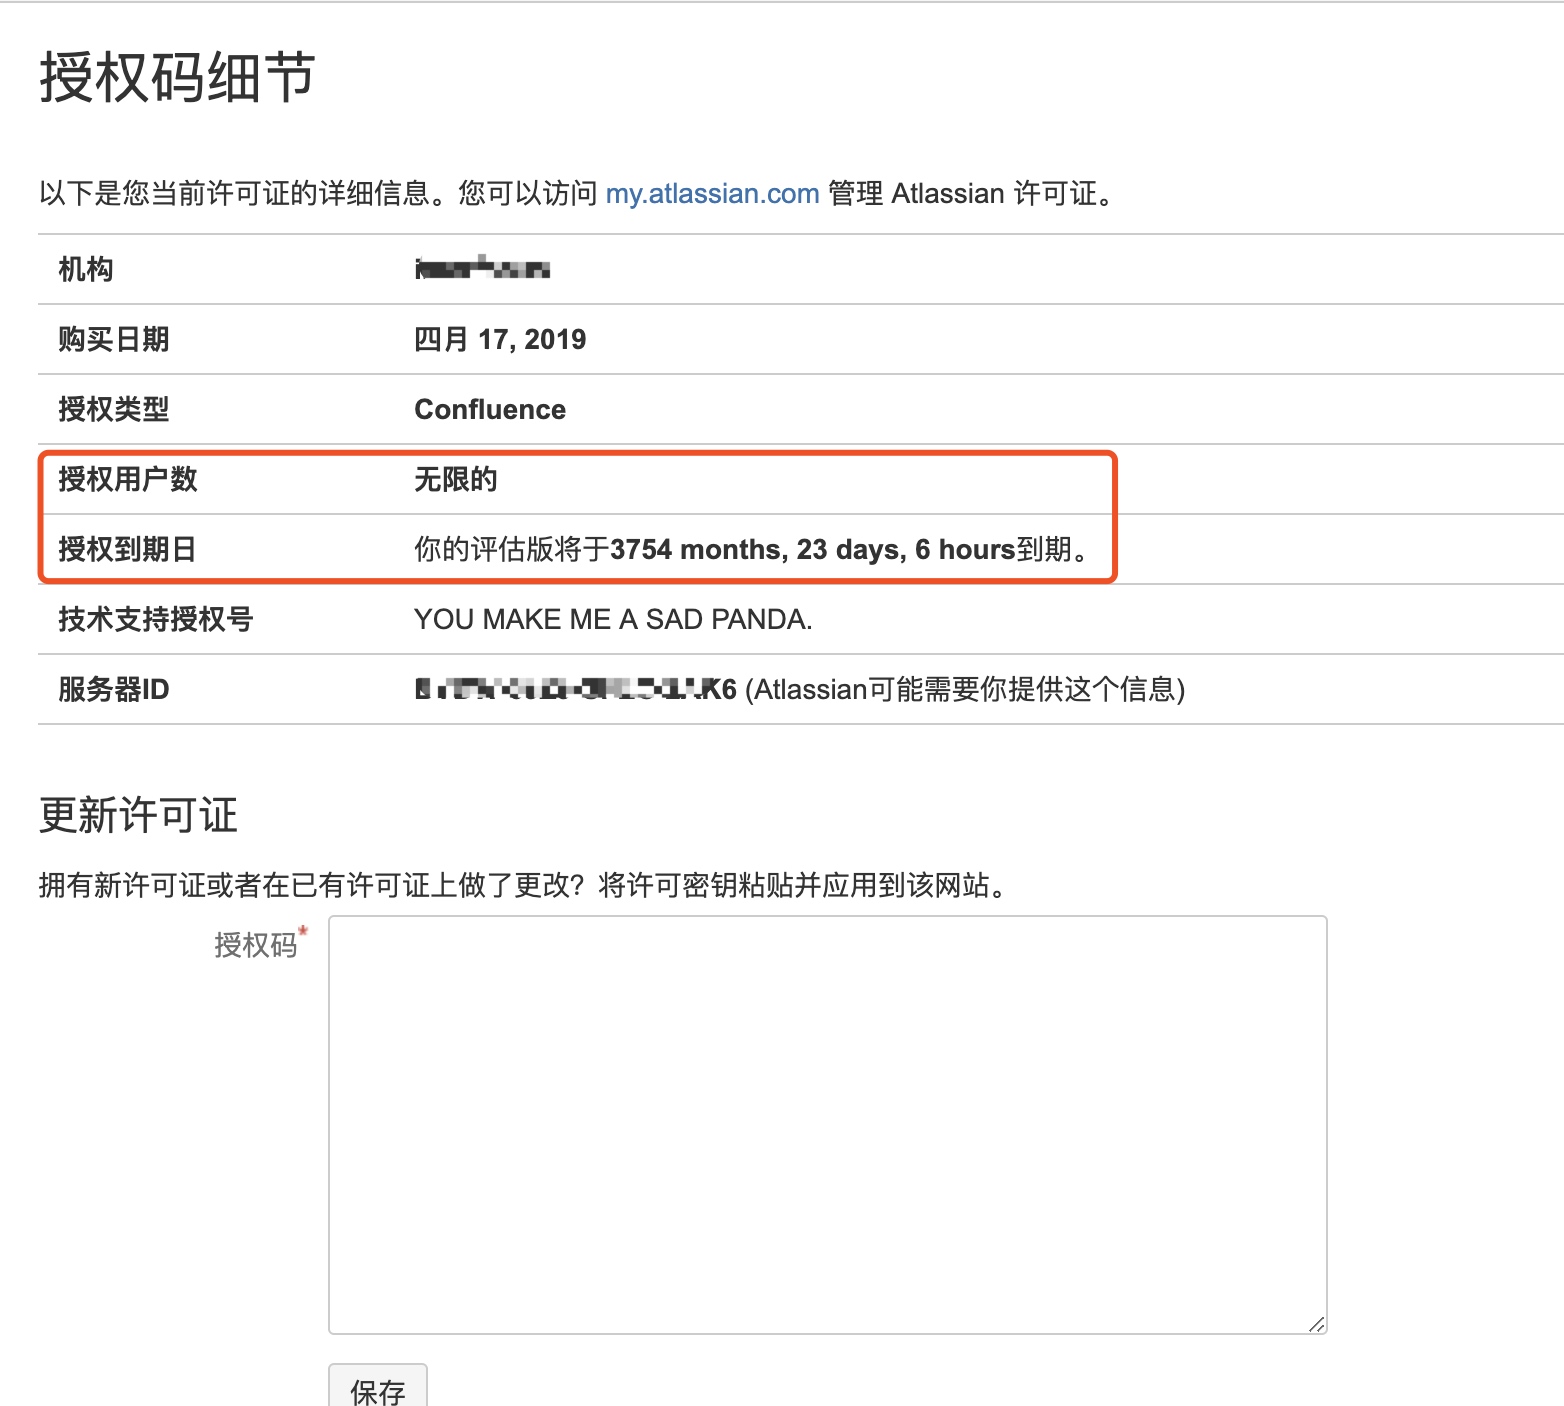 授权码细节
以下是您当前许可证的详细信息。您可以访问 my.atlassian.com 管理 Atlassian 许可证。
机构
购买日期 四月 17, 2019
授权类型 Confluence
授权用户数 无限的
授权到期日 你的评估版将于3754 months, 23 days, 6 hours到期。
技术支持授权号 YOU MAKE ME A SAD PANDA.
服务器ID K6 (Atlassian可能需要你提供这个信息)
更新许可证
拥有新许可证或者在已有许可证上做了更改？将许可密钥粘贴并应用到该网站。
授权码*
保存